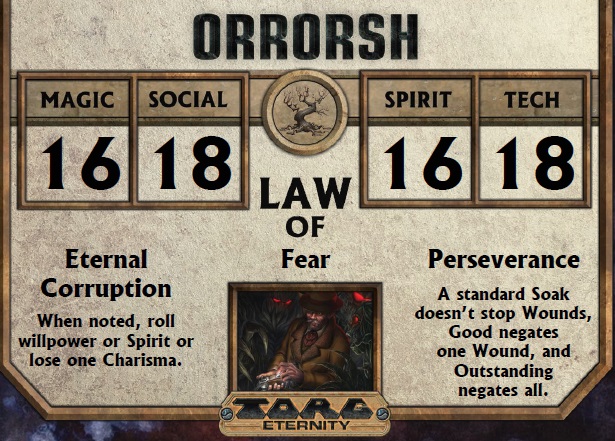 ORRORSH
MAGIC SOCIAL SPIRIT TECH
16 18 16 18
LAW
OF
Eternal
Corruption
When noted, roll
willpower or Spirit or
lose one Charisma.
Fear
Perseverance
A standard Soak
doesn't stop Wounds,
Good negates
one Wound, and
Outstanding
negates all.
TORG
ETERNITY